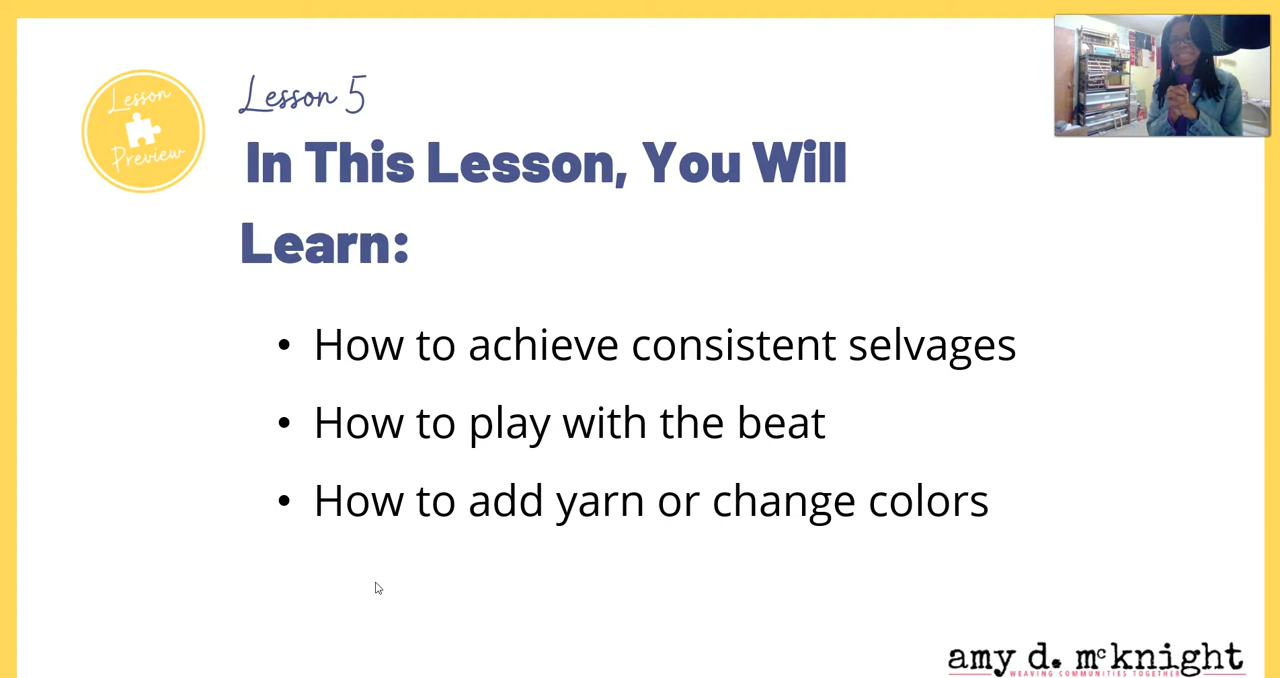 Lesson
Preview
Lesson 5
In This Lesson, You Will
Learn:
• How to achieve consistent selvages
• How to play with the beat
• How to add yarn or change colors
amy d. mcknight
WEAVING COMMUNITIES TOGETHER